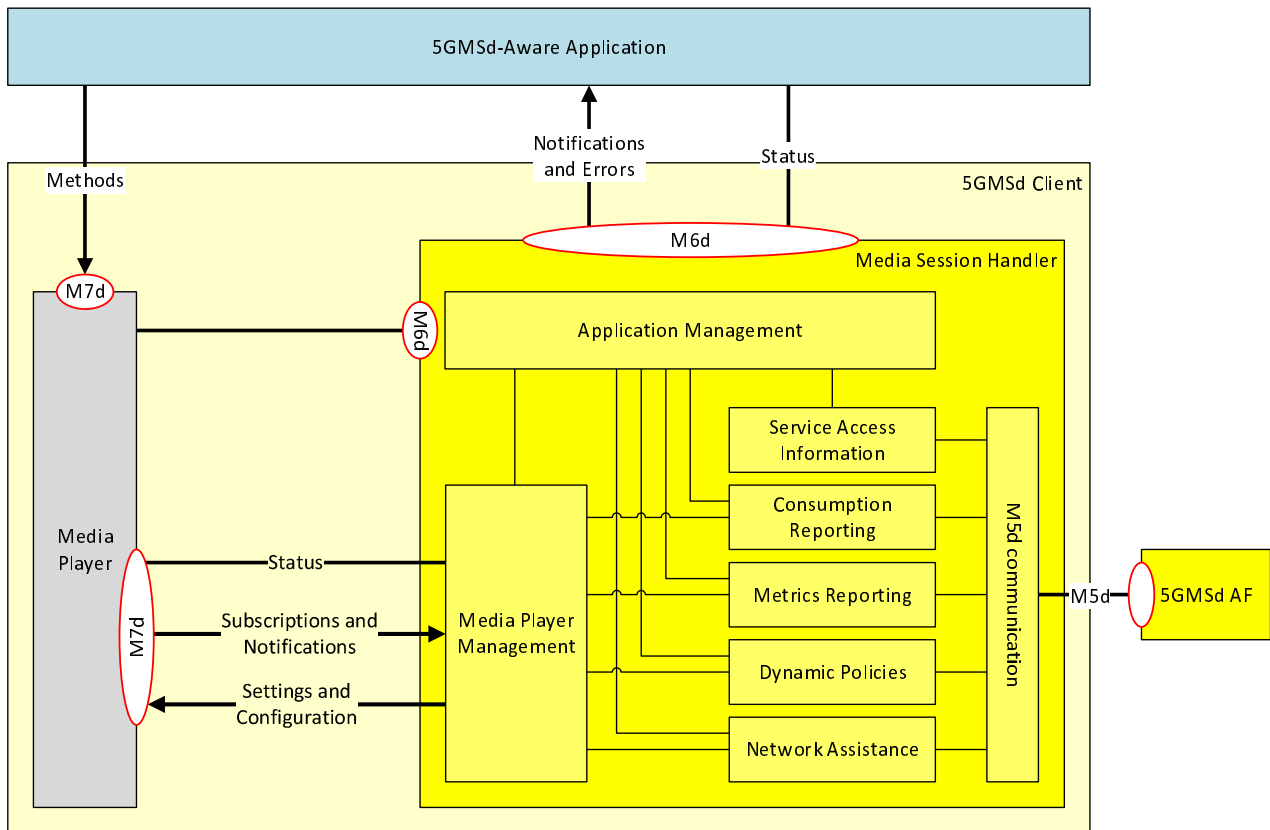 5GMSd-Aware Application
Notifications
and Errors
Status
Methods
5GMSd Client
M6d
Media Session Handler
M7d
M6d
Application Management
Service Access
Information
Consumption
Reporting
Media
Player
Status
Metrics Reporting
M5d communication
M5d
5GMSd AF
M7d
Subscriptions and
Notifications
Media Player
Management
Dynamic Policies
Settings and
Configuration
Network Assistance